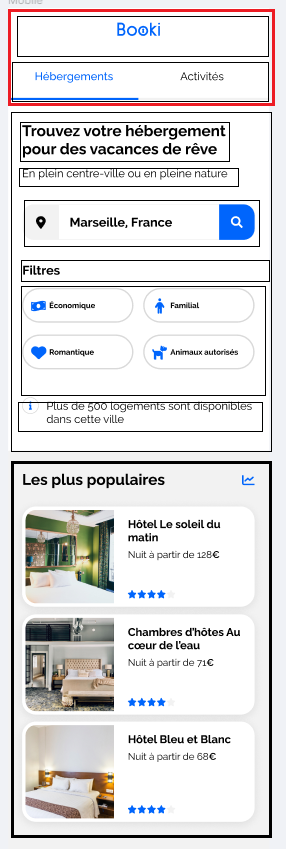 Mobile
Booki
Hébergements
Activités
Trouvez votre hébergement
pour des vacances de rêve
En plein centre-ville ou en pleine nature
Marseille, France
Filtres
Économique
Familial
Romantique
Animaux autorisés
Plus de 500 logements sont disponibles
dans cette ville
Les plus populaires
Hôtel Le soleil du
matin
Nuit à partir de 128€
Chambres d'hôtes Au
cœur de l'eau
Nuit à partir de 71€
Hôtel Bleu et Blanc
Nuit à partir de 68€